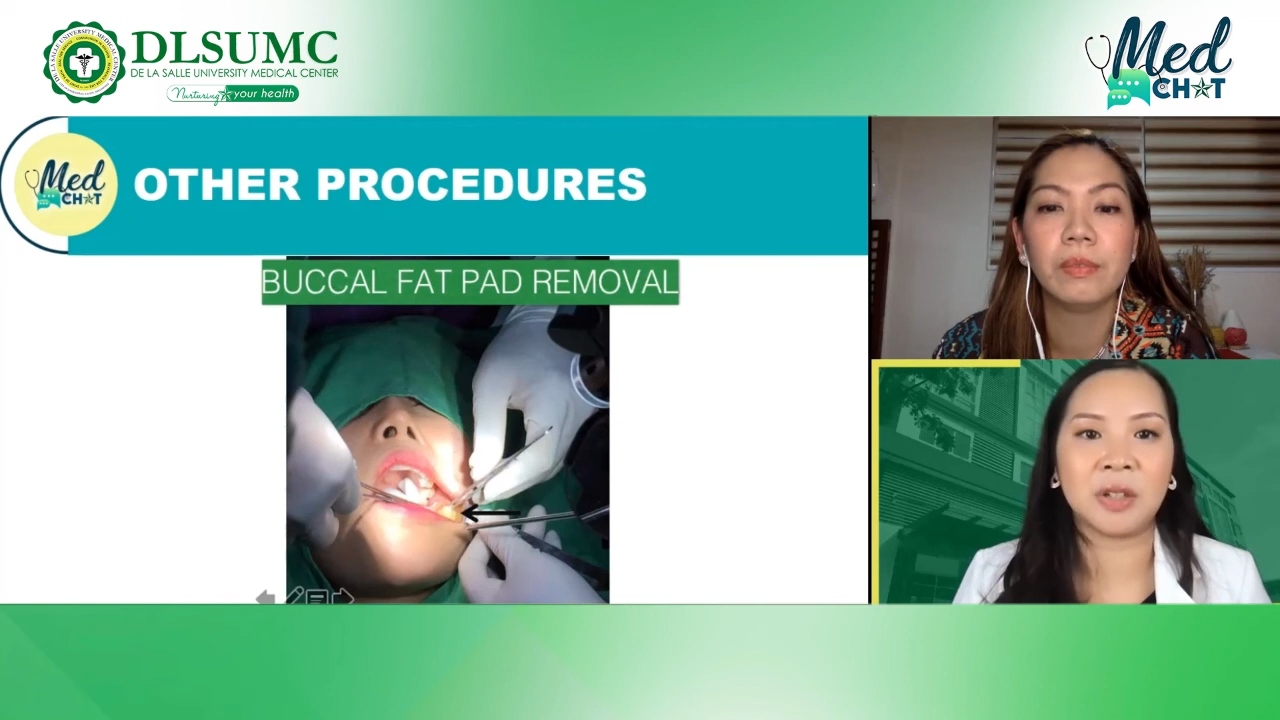 DLSUMC
DE LA SALLE UNIVERSITY MEDICAL CENTER
Nurturing your health
Med
CHAT
Med
CHAT
OTHER PROCEDURES
BUCCAL FAT PAD REMOVAL